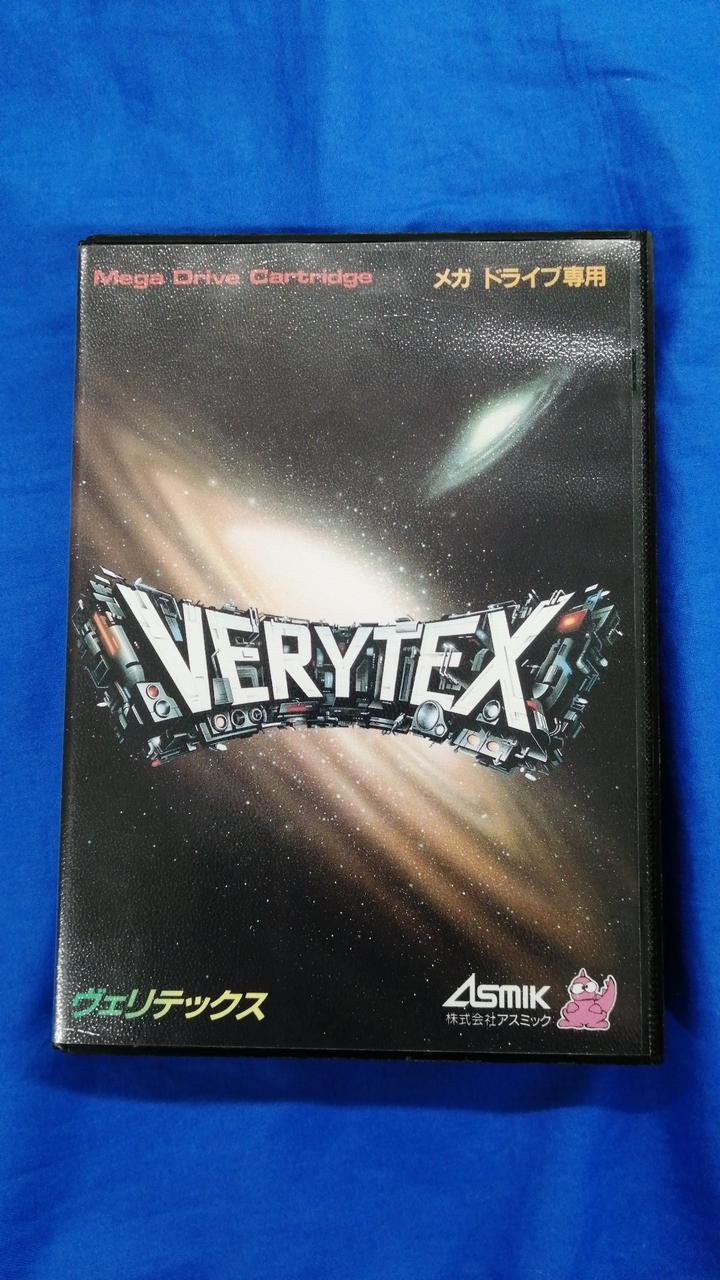 Mega Drive Cartridge メガ ドライブ専用
VERYTEX
ヴェリテックス
ASMIK
株式会社アスミック